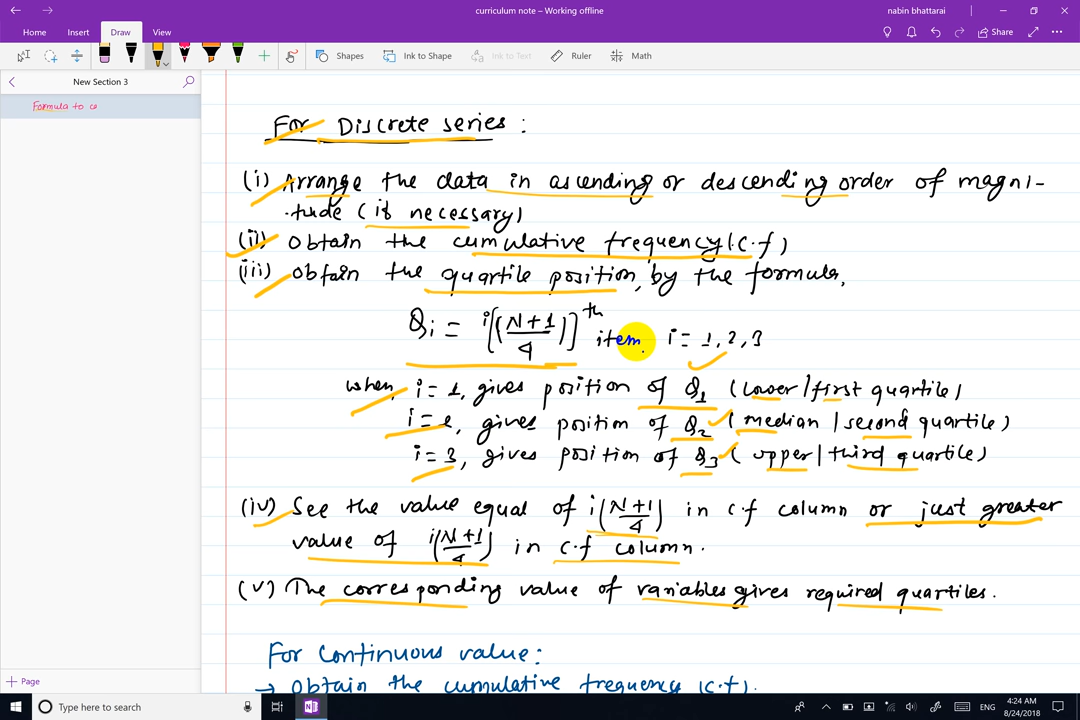 curriculum note – Working offline
nabin bhattarai
Home Insert Draw View
Share
Shapes Ink to Shape Ink to Text Ruler Math
New Section 3
Formula to ca
For Discrete series:
(i) Arrange the data in ascending or descending order of magni-
-tude (if necessary)
(ii) Obtain the cumulative frequency (c.f)
(iii) Obtain the quartile position, by the formula,
Qi = i[(N+1/4)]th item. i = 1, 2, 3
when, i = 1, gives position of Q1 (lower/first quartile)
i = 2, gives position of Q2 (median/second quartile)
i = 3, gives position of Q3 (upper/third quartile)
(iv) See the value equal of i(N+1/4) in c.f column or just greater
value of i(N+1/4) in c.f column.
(v) The corresponding value of variables gives required quartiles.
For Continuous value:
→ Obtain the cumulative frequency (c.f).
+ Page
Type here to search
ENG
4:24 AM
8/24/2018